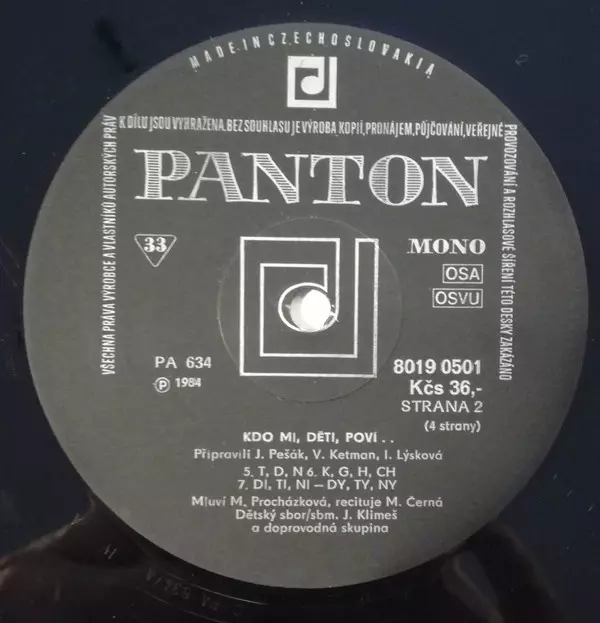 MADE IN CZECHOSLOVAKIA
VŠECHNA PRÁVA VÝROBCE A VLASTNÍKŮ AUTORSKÝCH PRÁV
K DÍLU JSOU VYHRAŽENA. BEZ SOUHLASU JE VÝROBA KOPIÍ, PRONÁJEM, PŮJČOVÁNÍ, VEŘEJNÉ
PROVOZOVÁNÍ A ROZHLASOVÉ ŠÍŘENÍ TÉTO DESKY ZAKÁZÁNO
PANTON
33
MONO
OSA
OSVU
PA 634
Ⓟ 1984
8019 0501
Kčs 36,-
STRANA 2
(4 strany)
KDO MI, DĚTI, POVÍ . .
Připravili J. Pešák, V. Ketman, I. Lýsková
5. T, D, N 6. K, G, H, CH
7. DI, TI, NI – DY, TY, NY
Mluví M. Procházková, recituje M. Černá
Dětský sbor/sbm. J. Klimeš
a doprovodná skupina